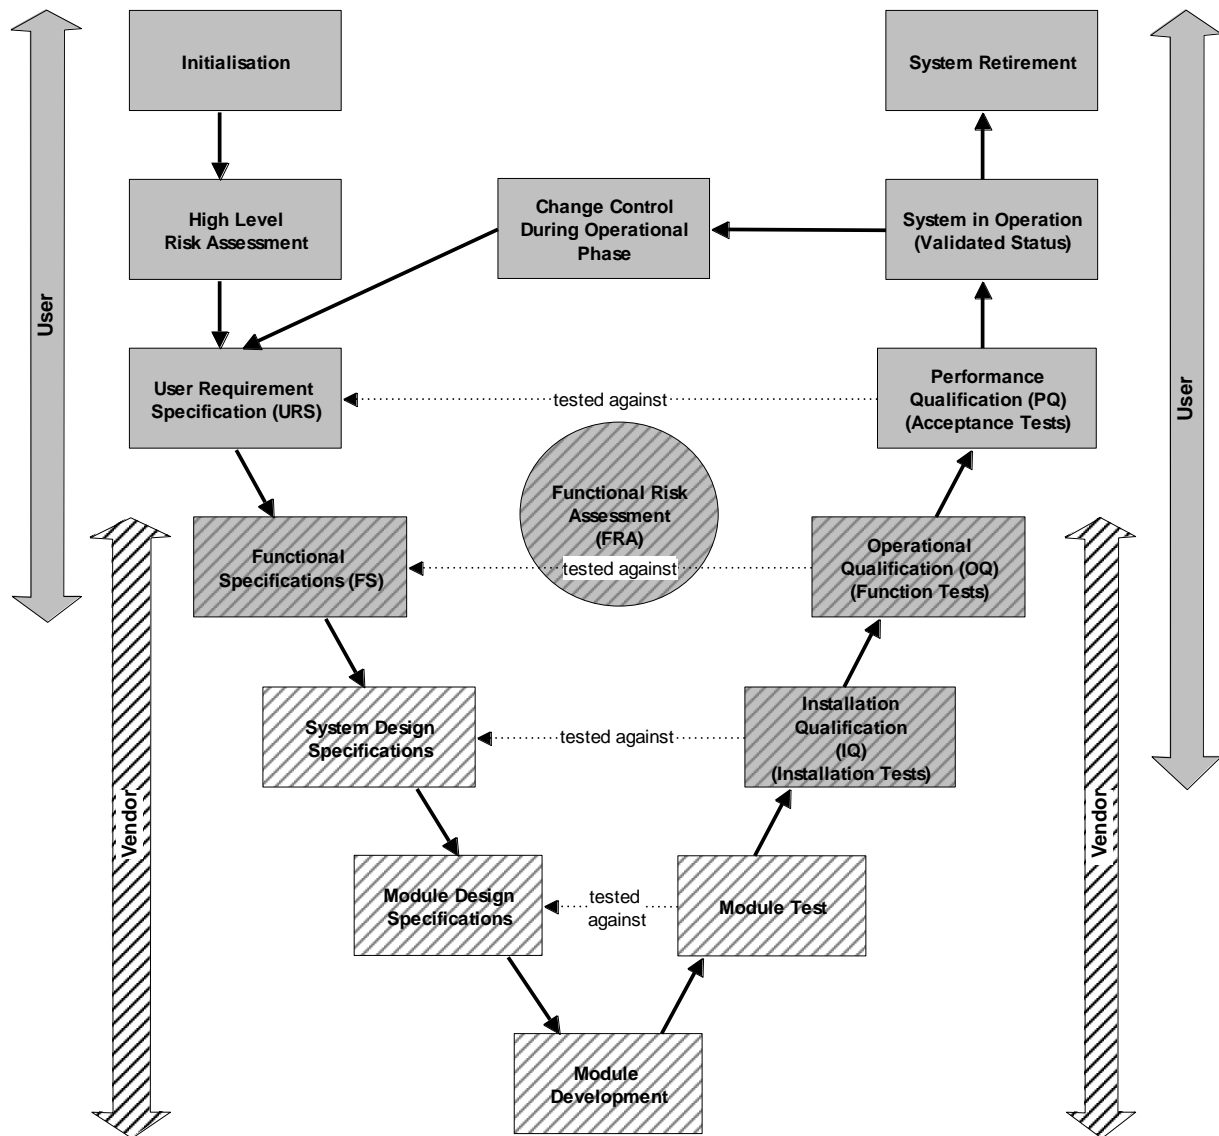 Initialisation
System Retirement
High Level
Risk Assessment
Change Control
During Operational
Phase
System in Operation
(Validated Status)
User
User
User Requirement
Specification (URS)
tested against
Performance
Qualification (PQ)
(Acceptance Tests)
Functional Risk
Assessment
(FRA)
Functional
Specifications (FS)
tested against
Operational
Qualification (OQ)
(Function Tests)
System Design
Specifications
tested against
Installation
Qualification
(IQ)
(Installation Tests)
Vendor
Vendor
Module Design
Specifications
tested
against
Module Test
Module
Development